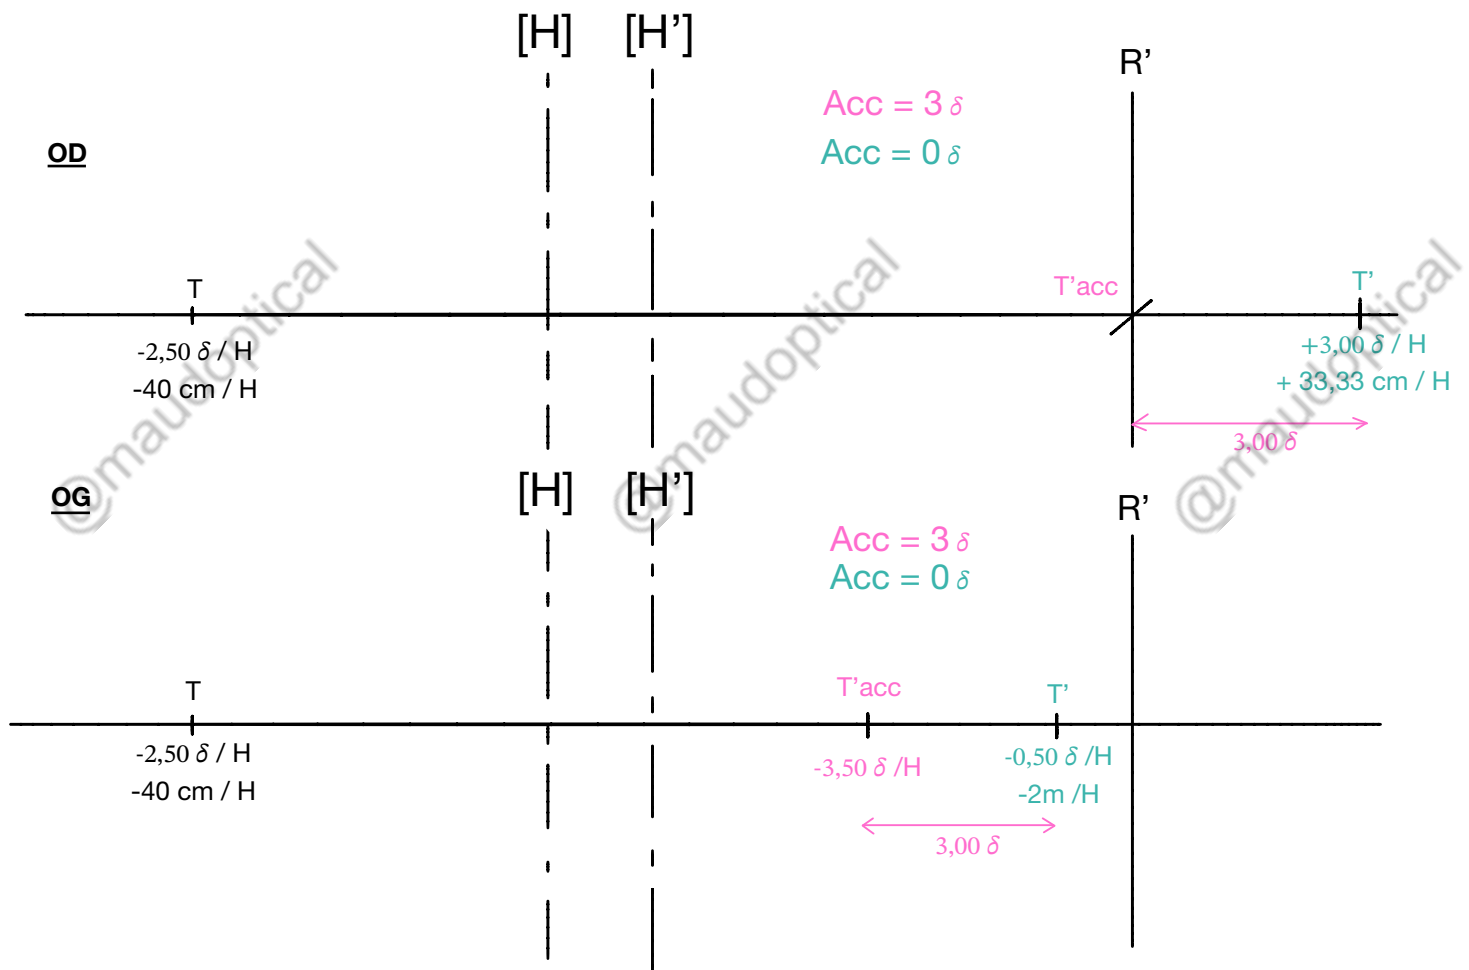 [H] [H’]
R’
Acc = 3 δ
OD
Acc = 0 δ
T
T’acc
T’
-2,50 δ / H
+3,00 δ / H
-40 cm / H
+ 33,33 cm / H
3,00 δ
[H] [H’]
OG
R’
Acc = 3 δ
Acc = 0 δ
T
T’acc
T’
-2,50 δ / H
-3,50 δ /H
-0,50 δ /H
-40 cm / H
-2m /H
3,00 δ
@maudoptical
@maudoptical
@maudoptical